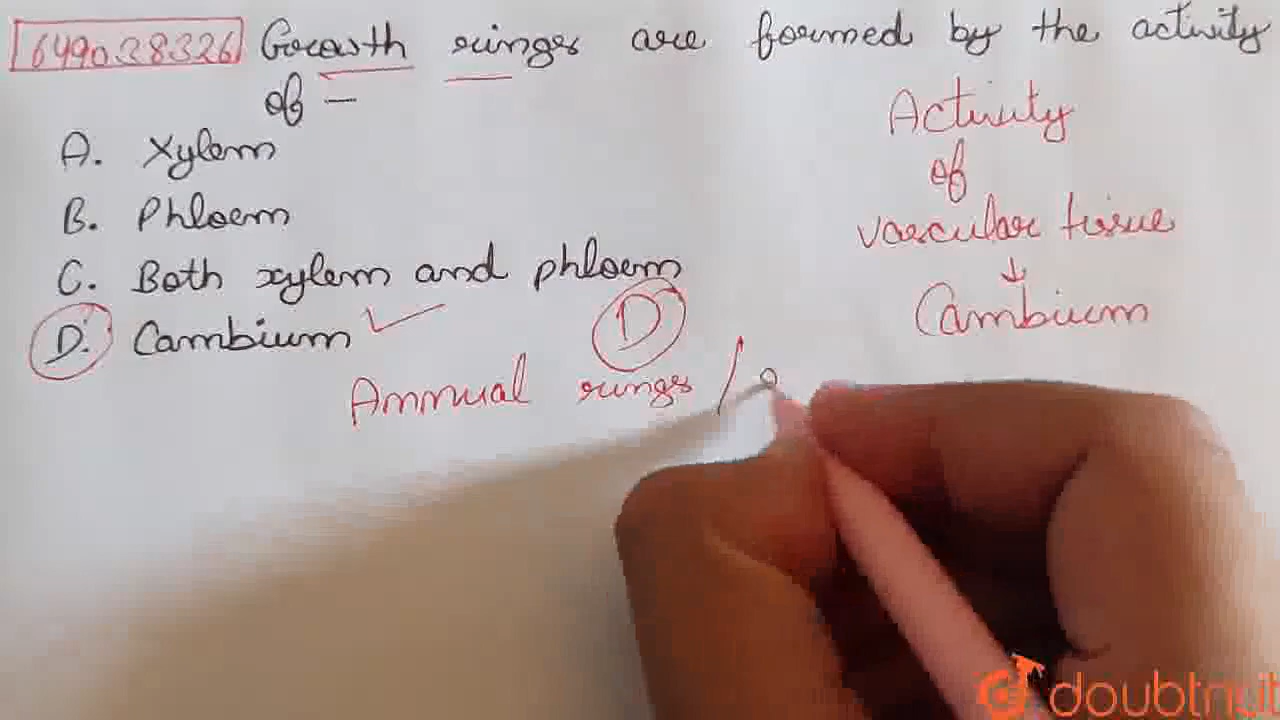 649038326 Growth rings are formed by the activity
of -
A. Xylem
B. Phloem
C. Both xylem and phloem
D. Cambium
D
Annual rings /
Activity
of
vascular tissue
↓
Cambium
doubtnut